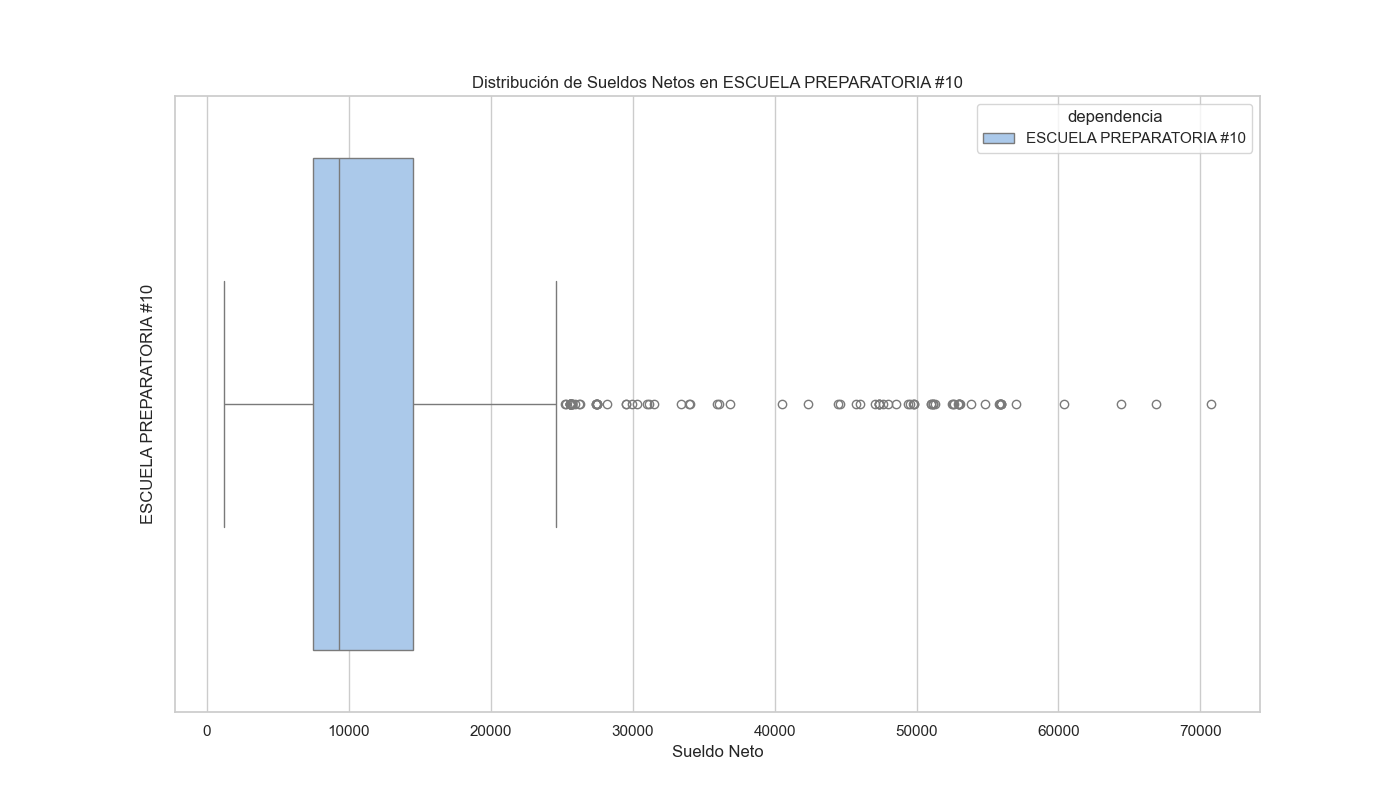 Distribución de Sueldos Netos en ESCUELA PREPARATORIA #10
dependencia
ESCUELA PREPARATORIA #10
ESCUELA PREPARATORIA #10
0
10000
20000
30000
40000
50000
60000
70000
Sueldo Neto